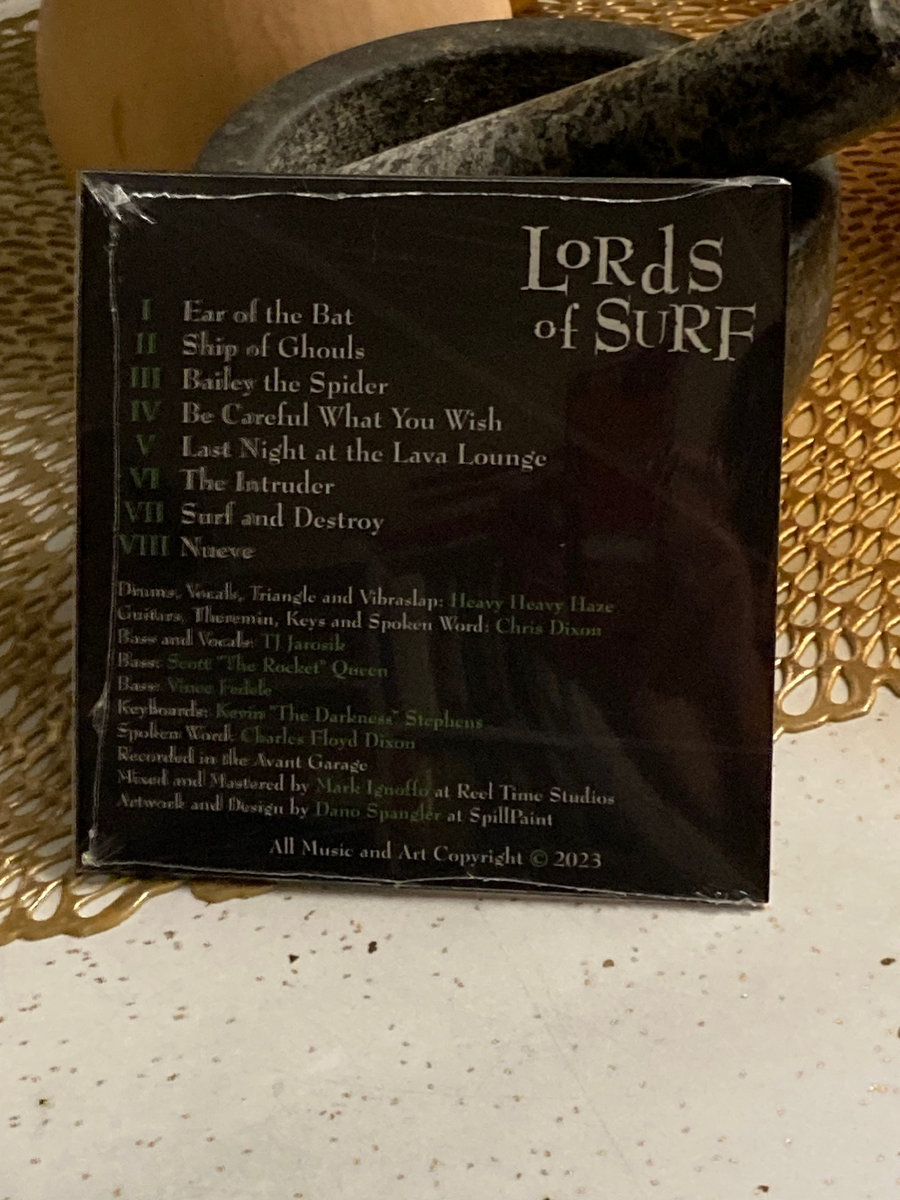 LoRdS
of SURF
I Ear of the Bat
II Ship of Ghouls
III Bailey the Spider
IV Be Careful What You Wish
V Last Night at the Lava Lounge
VI The Intruder
VII Surf and Destroy
VIII Nueve
Drums, Vocals, Triangle and Vibraslap: Heavy Heavy Haze
Guitars, Theremin, Keys and Spoken Word: Chris Dixon
Bass and Vocals: TJ Jarosik
Bass: Scott "The Rocket" Queen
Bass: Vince Fedele
Keyboards: Kevin "The Darkness" Stephens
Spoken Word: Charles Floyd Dixon
Recorded in the Avant Garage
Mixed and Mastered by Mark Ignoffo at Reel Time Studios
Artwork and Design by Dano Spangler at SpillPaint
All Music and Art Copyright © 2023